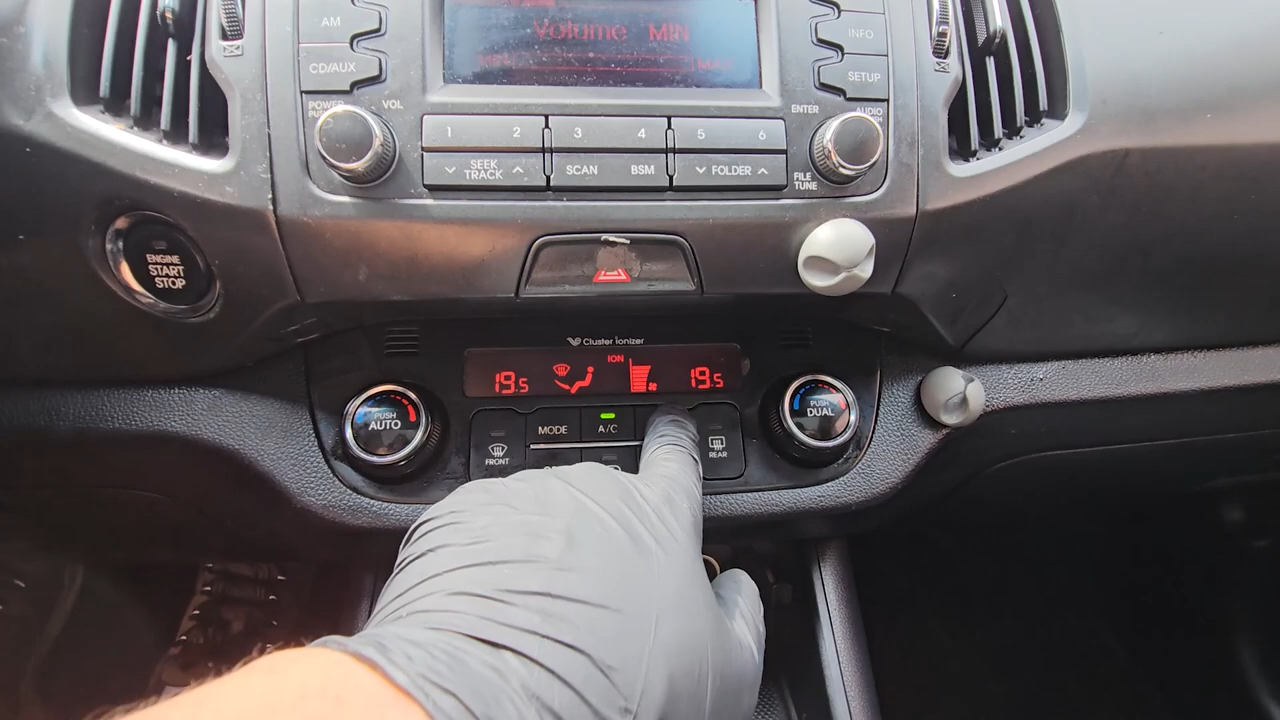 AM
CD/AUX
Volume MIN
INFO
SETUP
POWER
VOL
ENTER
AUDIO
1 2 3 4 5 6
SEEK
TRACK
SCAN
BSM
FOLDER
FILE
TUNE
ENGINE
START
STOP
Cluster ionizer
ION
19.5
19.5
PUSH
AUTO
PUSH
DUAL
MODE
A/C
FRONT
REAR